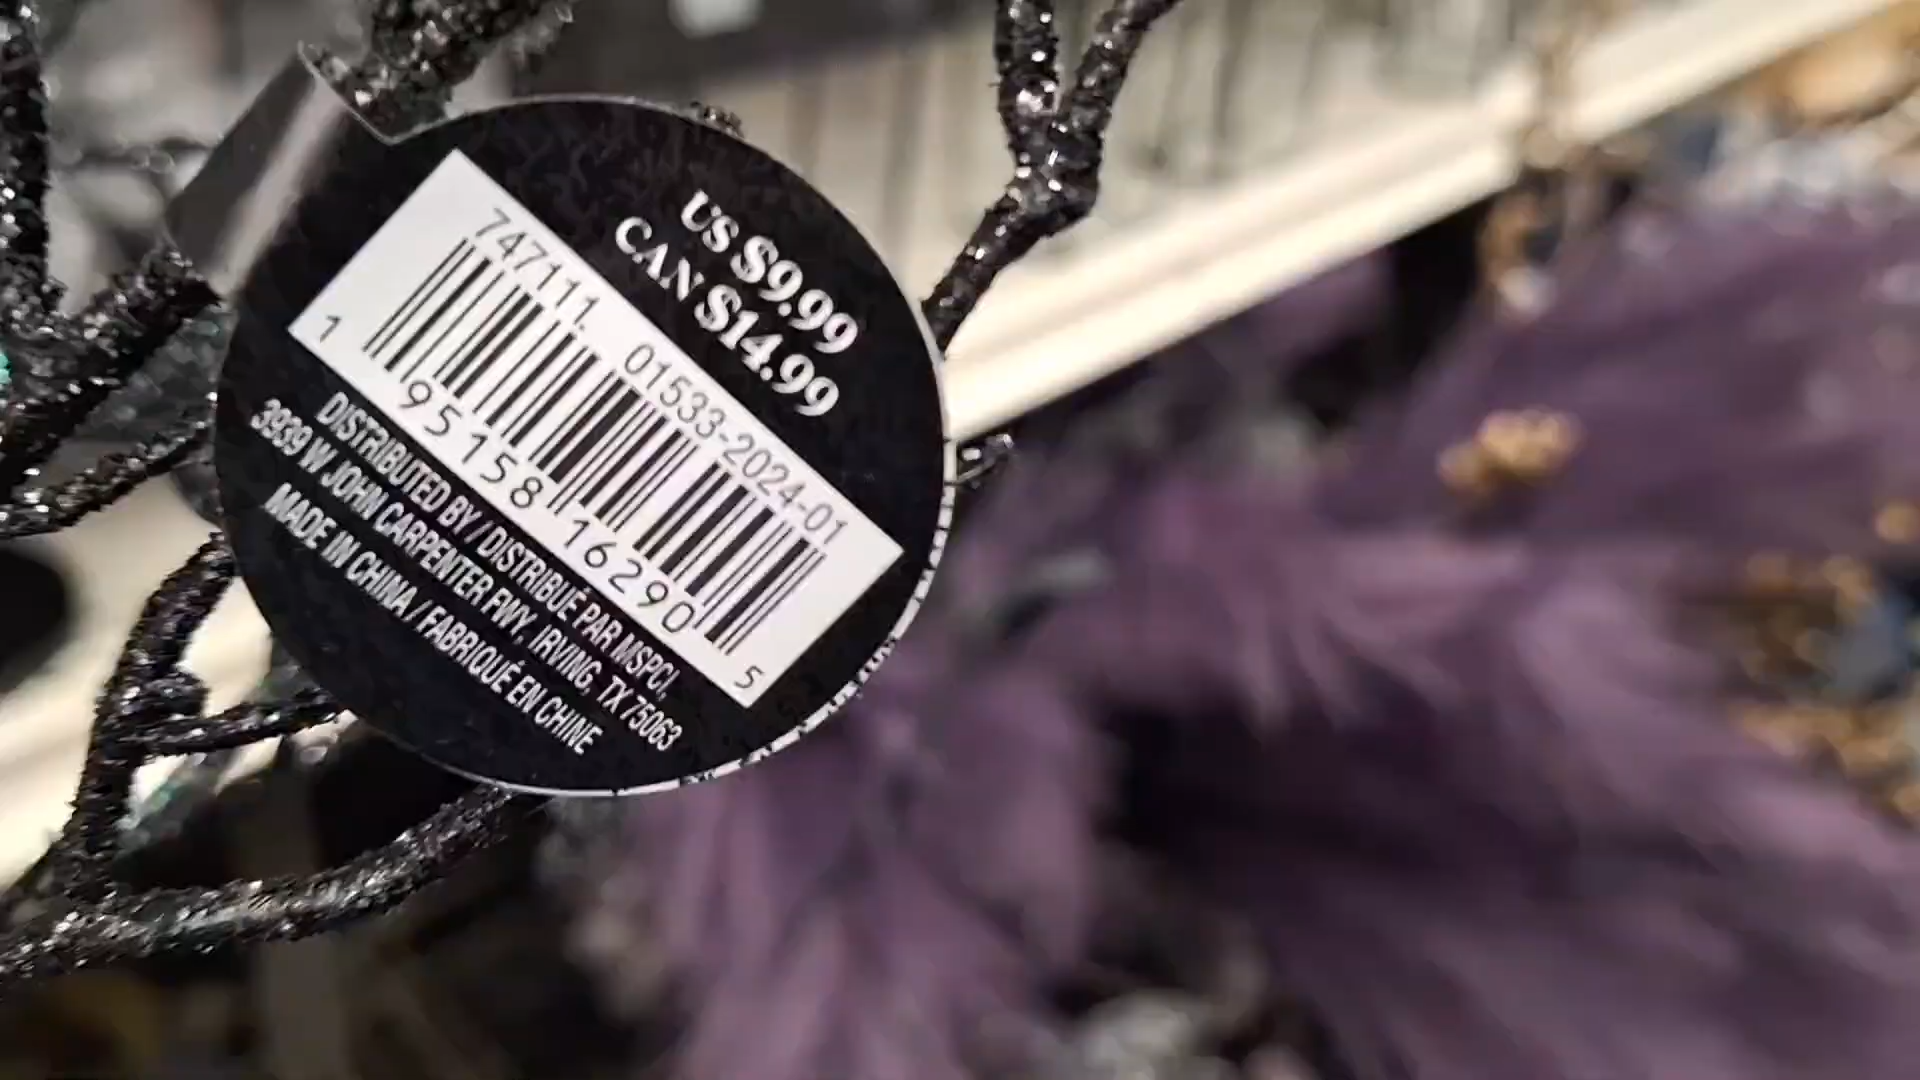 US $9.99
CAN $14.99
747111. 01533-2024-01
1 95158 16290 5
DISTRIBUTED BY / DISTRIBUÉ PAR MSPCI,
3939 W JOHN CARPENTER FWY, IRVING, TX 75063
MADE IN CHINA / FABRIQUÉ EN CHINE